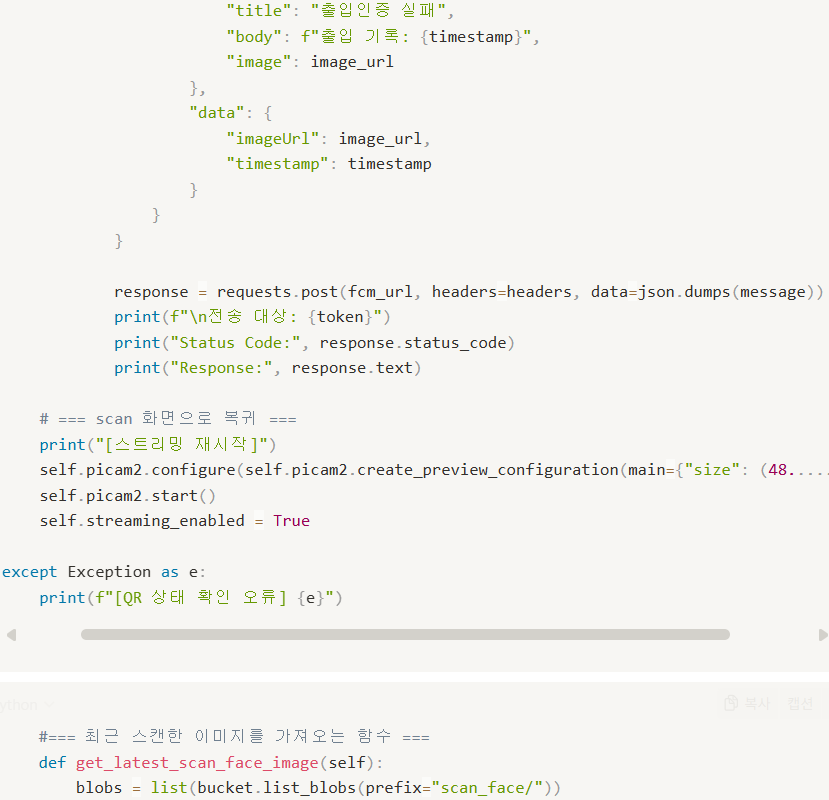 "title": "출입인증 실패",
"body": f"출입 기록: {timestamp}",
"image": image_url
},
"data": {
"imageUrl": image_url,
"timestamp": timestamp
}
}
}
response = requests.post(fcm_url, headers=headers, data=json.dumps(message))
print(f"\n전송 대상: {token}")
print("Status Code:", response.status_code)
print("Response:", response.text)
# === scan 화면으로 복귀 ===
print("[스트리밍 재시작]")
self.picam2.configure(self.picam2.create_preview_configuration(main={"size": (48.....
self.picam2.start()
self.streaming_enabled = True
except Exception as e:
print(f"[QR 상태 확인 오류] {e}")
ython
복사 캡션
#=== 최근 스캔한 이미지를 가져오는 함수 ===
def get_latest_scan_face_image(self):
blobs = list(bucket.list_blobs(prefix="scan_face/"))